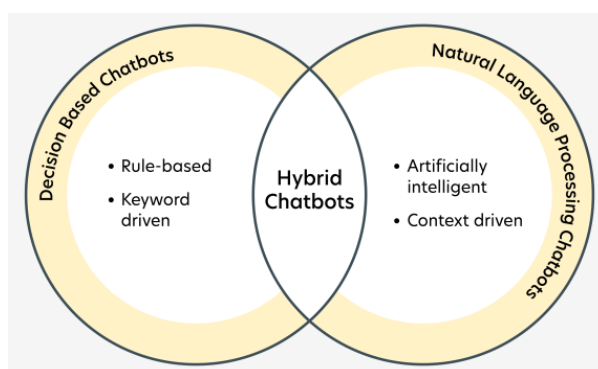 Decision Based Chatbots
• Rule-based
• Keyword
driven
Hybrid
Chatbots
Natural Language Processing Chatbots
• Artificially
intelligent
• Context driven